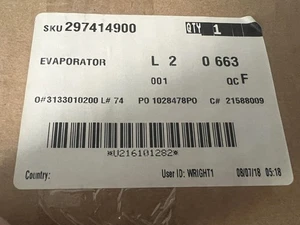 SKU 297414900 QTY 1
EVAPORATOR L 2 0 663
001 QC F
O#3133010200 L# 74 PO 1028478PO C# 21588009
*U216101282*
Country: User ID: WRIGHT1 08/07/18 05:18